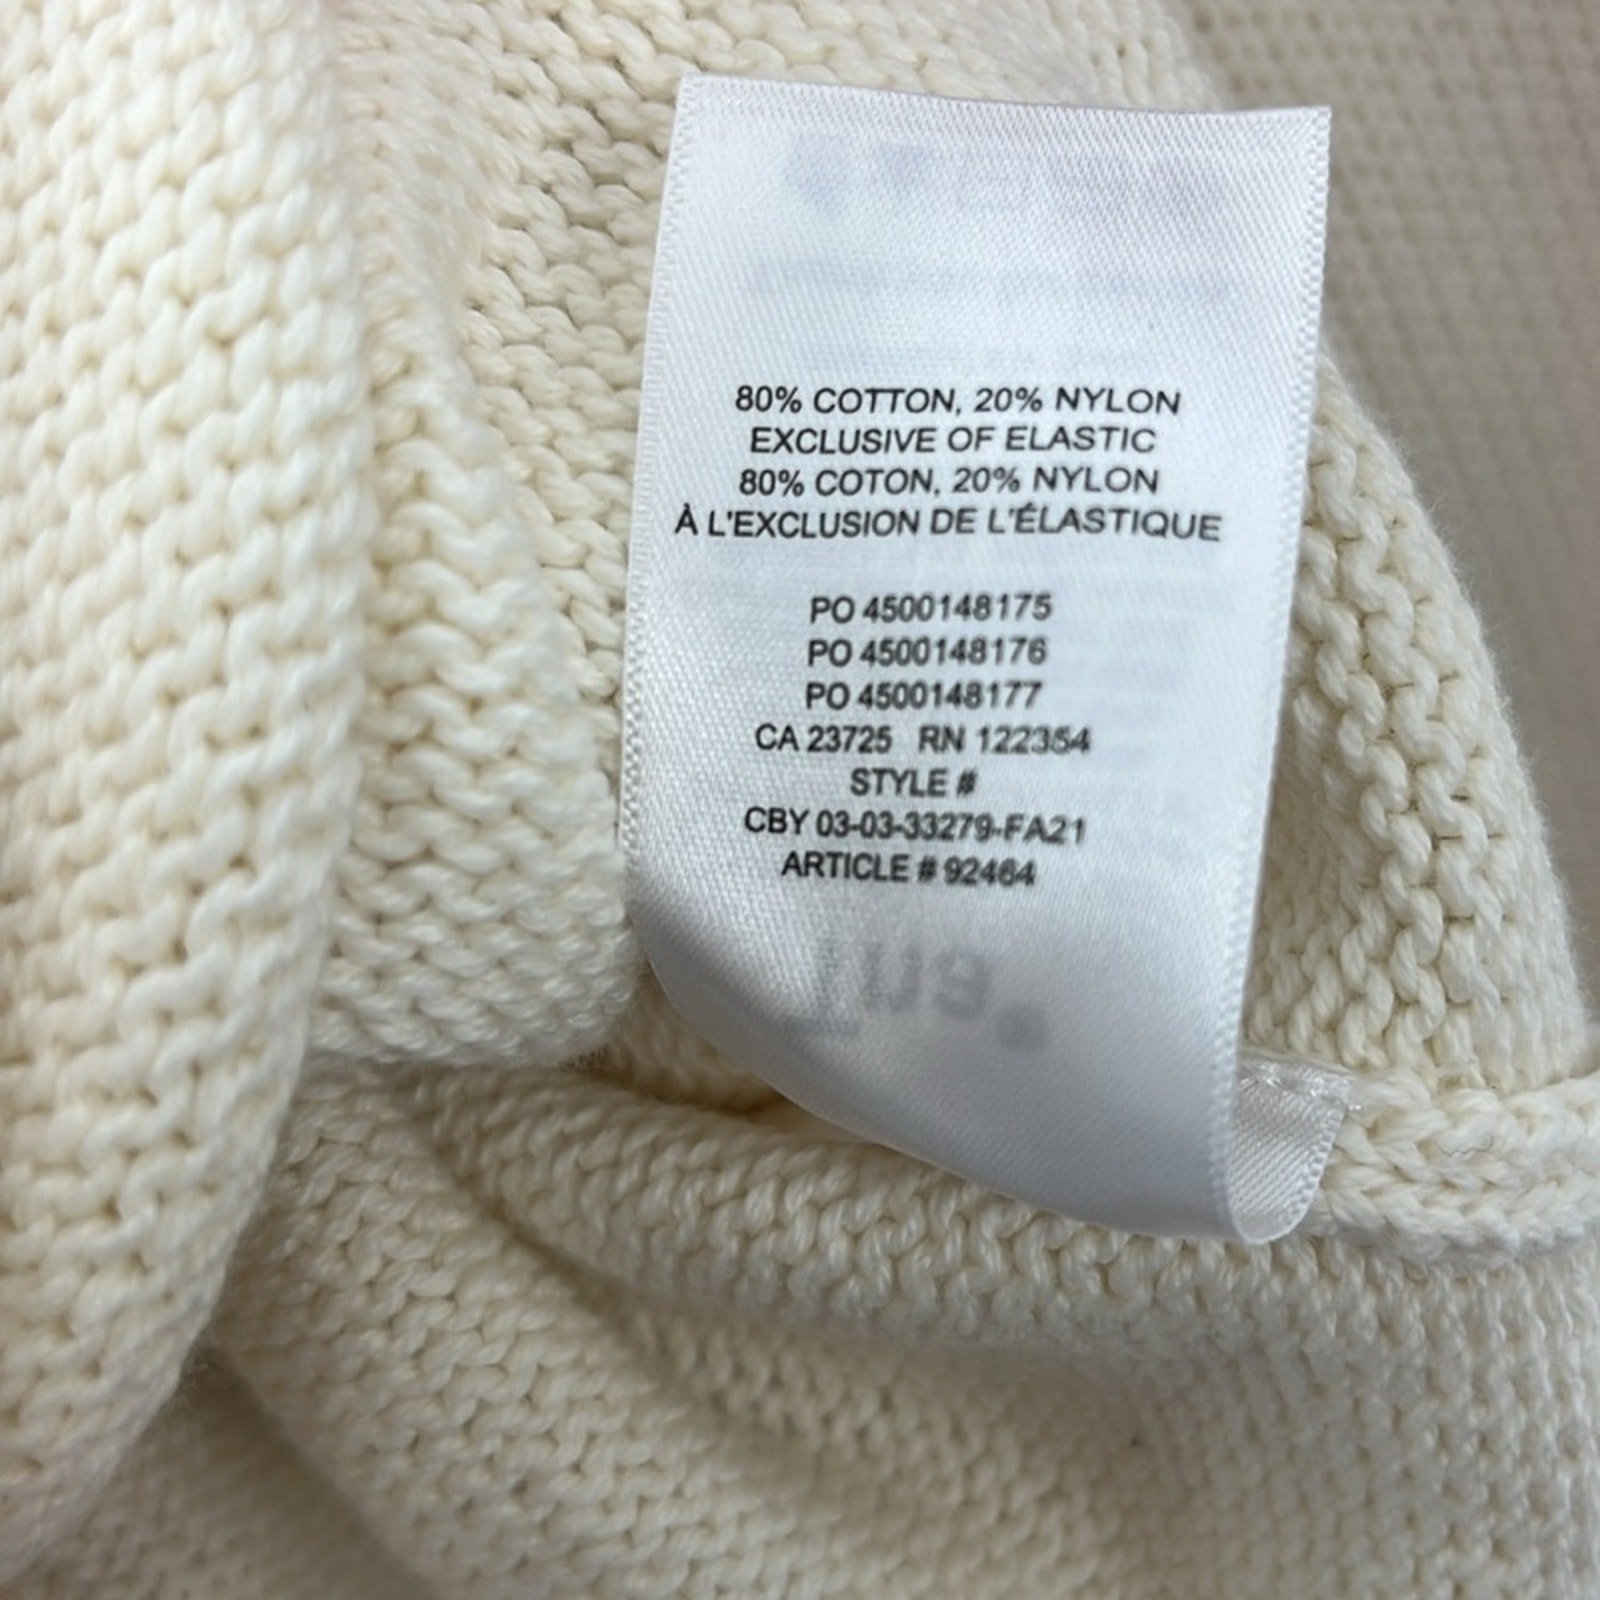 80% COTTON, 20% NYLON
EXCLUSIVE OF ELASTIC
80% COTON, 20% NYLON
À L'EXCLUSION DE L'ÉLASTIQUE
PO 4500148175
PO 4500148176
PO 4500148177
CA 23725 RN 122354
STYLE #
CBY 03-03-33279-FA21
ARTICLE # 92464